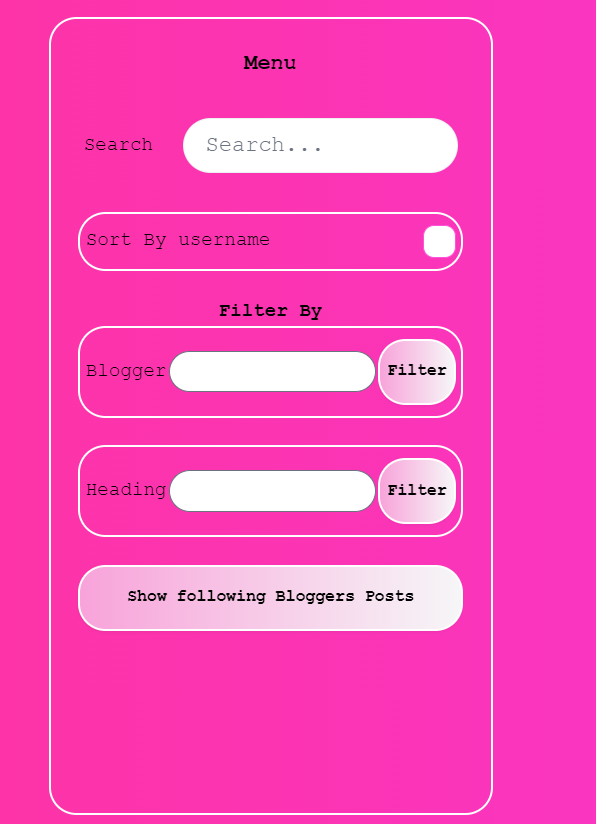 Menu
Search Search...
Sort By username
Filter By
Blogger Filter
Heading Filter
Show following Bloggers Posts